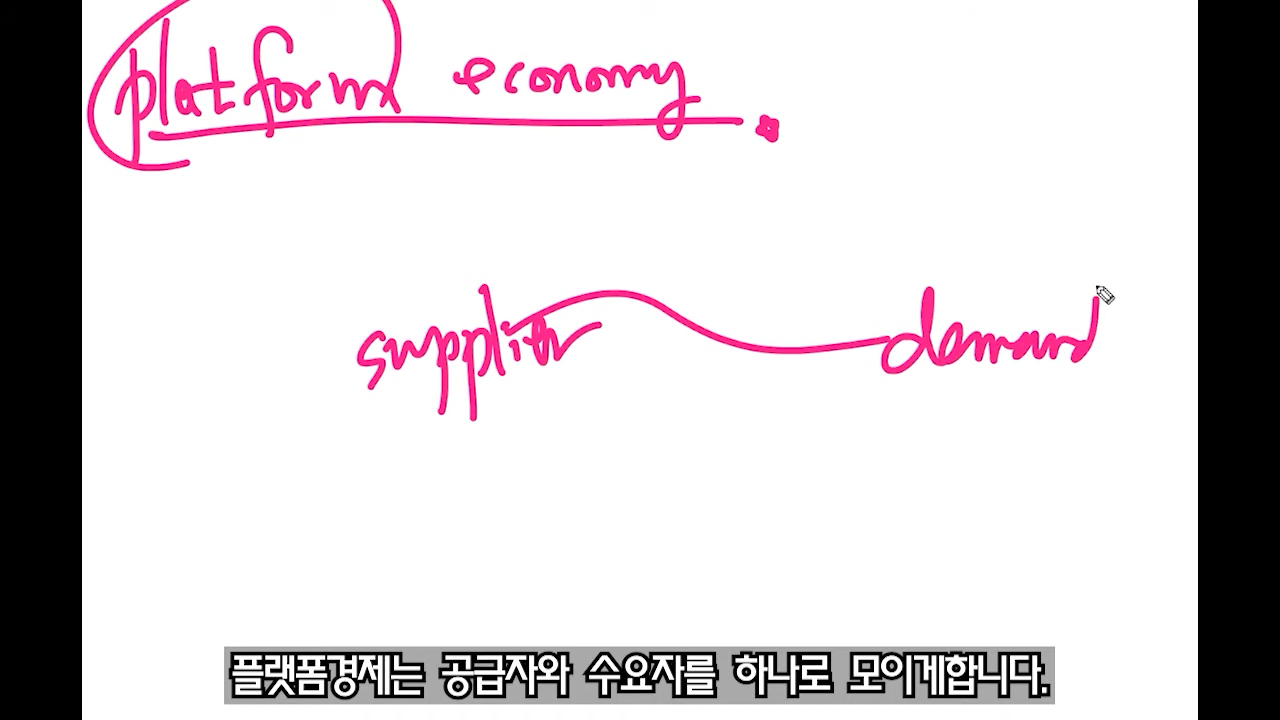 platform economy
supplier demand
플랫폼경제는 공급자와 수요자를 하나로 모이게합니다.